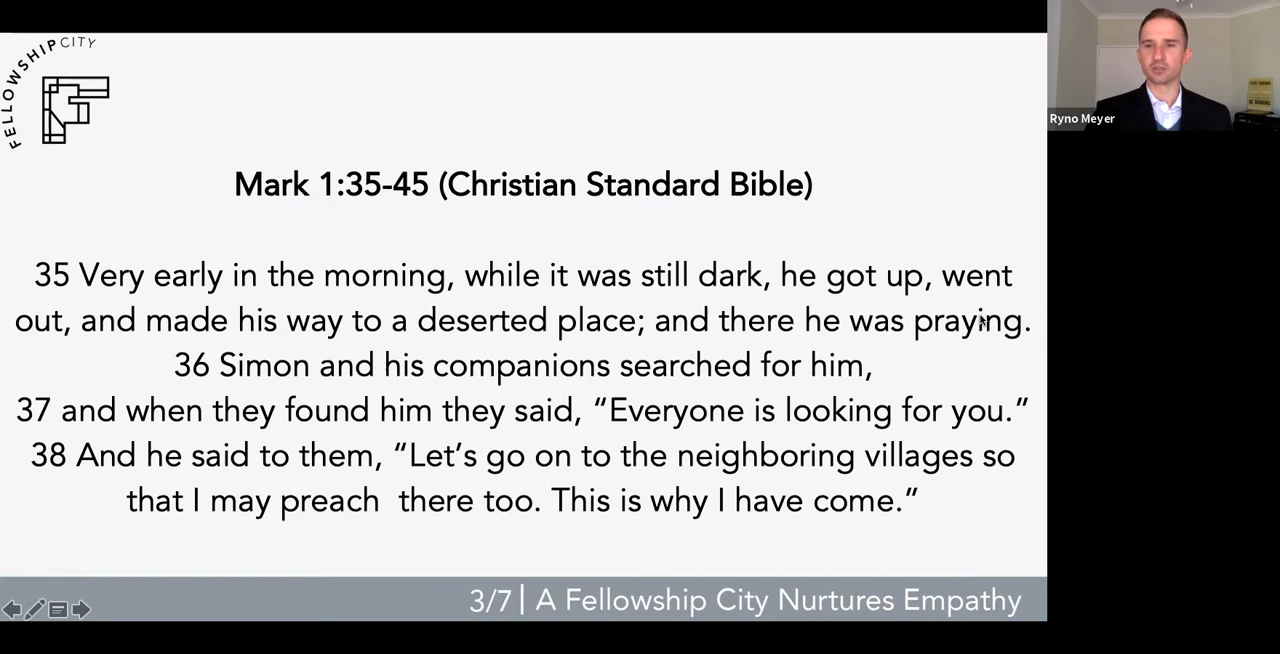 FELLOWSHIP CITY
Ryno Meyer
Mark 1:35-45 (Christian Standard Bible)
35 Very early in the morning, while it was still dark, he got up, went
out, and made his way to a deserted place; and there he was praying.
36 Simon and his companions searched for him,
37 and when they found him they said, “Everyone is looking for you.”
38 And he said to them, “Let’s go on to the neighboring villages so
that I may preach  there too. This is why I have come.”
3/7 | A Fellowship City Nurtures Empathy